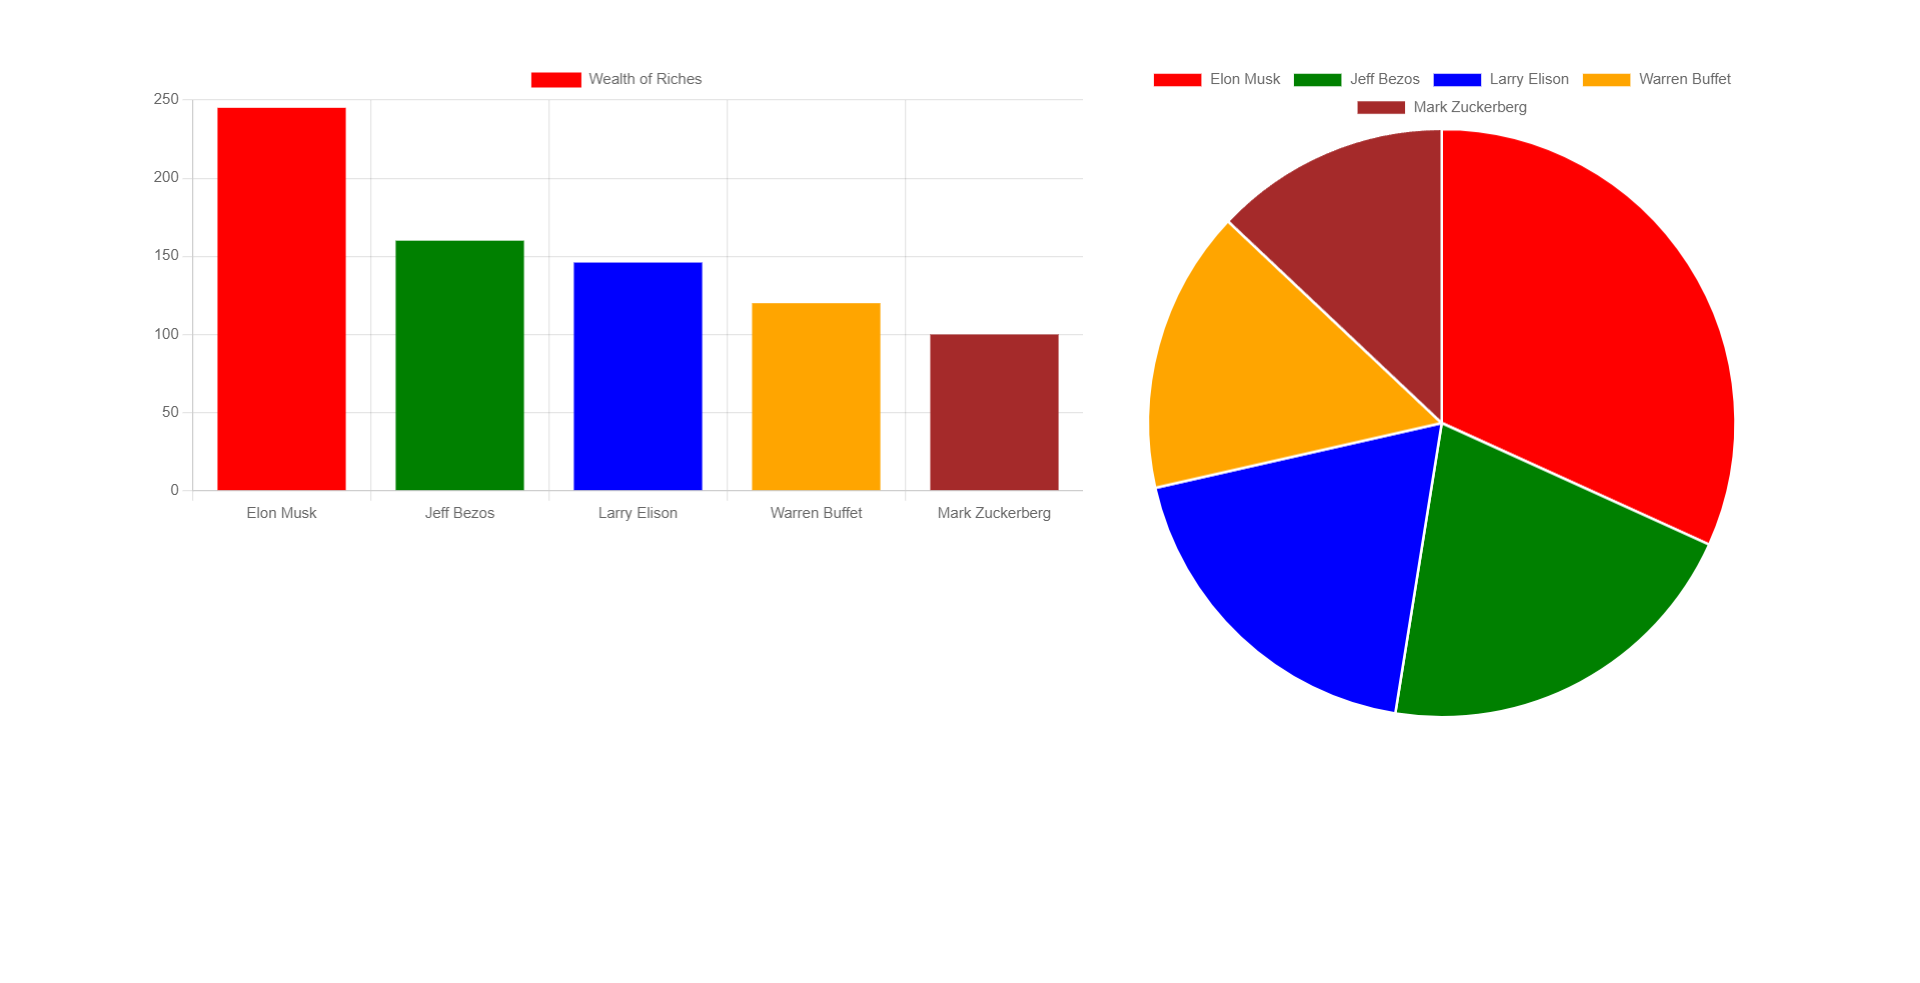 Wealth of Riches
250
200
150
100
50
0
Elon Musk Jeff Bezos Larry Elison Warren Buffet Mark Zuckerberg
Elon Musk Jeff Bezos Larry Elison Warren Buffet
Mark Zuckerberg